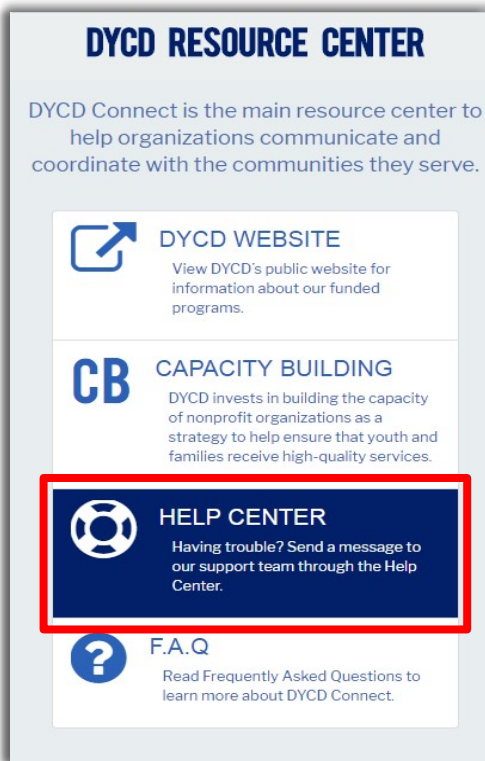 DYCD RESOURCE CENTER
DYCD Connect is the main resource center to
help organizations communicate and
coordinate with the communities they serve.
DYCD WEBSITE
View DYCD's public website for
information about our funded
programs.
CB
CAPACITY BUILDING
DYCD invests in building the capacity
of nonprofit organizations as a
strategy to help ensure that youth and
families receive high-quality services.
HELP CENTER
Having trouble? Send a message to
our support team through the Help
Center.
?
F.A.Q
Read Frequently Asked Questions to
learn more about DYCD Connect.